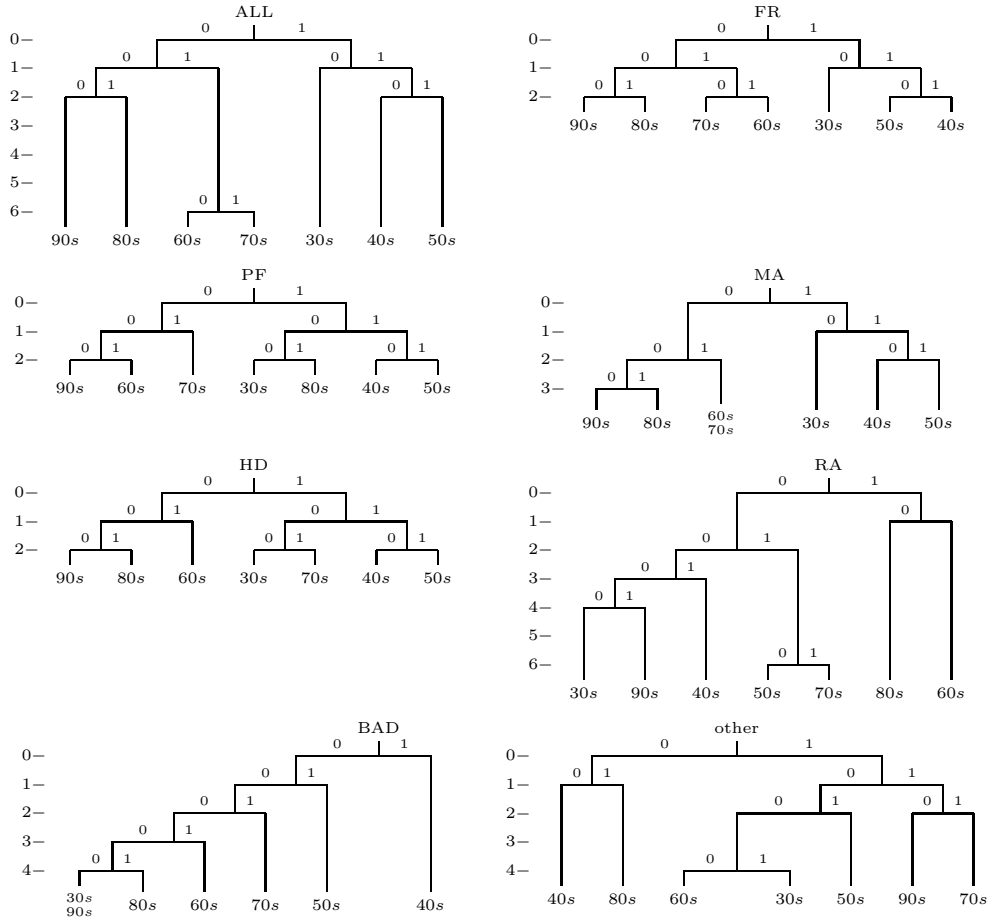 ALL
0 1
0—
0 1 0 1
1—
0 1 0 1
2—
3—
4—
5—
0 1
6—
90s 80s 60s 70s 30s 40s 50s
FR
0 1
0—
0 1 0 1
1—
0 1 0 1 0 1
2—
90s 80s 70s 60s 30s 50s 40s
PF
0 1
0—
0 1 0 1
1—
0 1 0 1 0 1
2—
90s 60s 70s 30s 80s 40s 50s
MA
0 1
0—
0 1
1—
0 1 0 1
2—
0 1
3—
90s 80s 60s 30s 40s 50s
70s
HD
0 1
0—
0 1 0 1
1—
0 1 0 1 0 1
2—
90s 80s 60s 30s 70s 40s 50s
RA
0 1
0—
0
1—
0 1
2—
0 1
3—
0 1
4—
5—
0 1
6—
30s 90s 40s 50s 70s 80s 60s
BAD
0 1
0—
0 1
1—
0 1
2—
0 1
3—
0 1
4—
30s 80s 60s 70s 50s 40s
90s
other
0 1
0—
0 1 0 1
1—
0 1 0 1
2—
3—
0 1
4—
40s 80s 60s 30s 50s 90s 70s